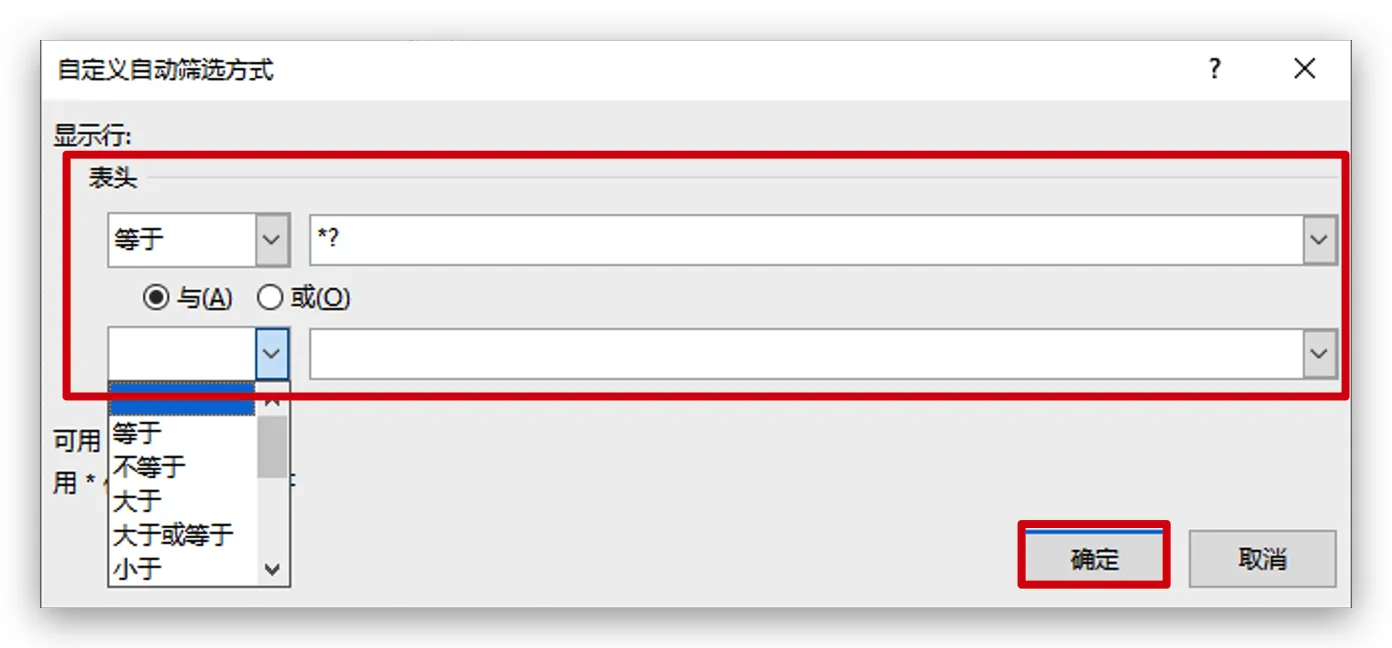 自定义自动筛选方式 ?
显示行:
表头
等于 *?
与(A) 或(O)
可用
等于
不等于
用 *
大于
大于或等于
小于
确定 取消